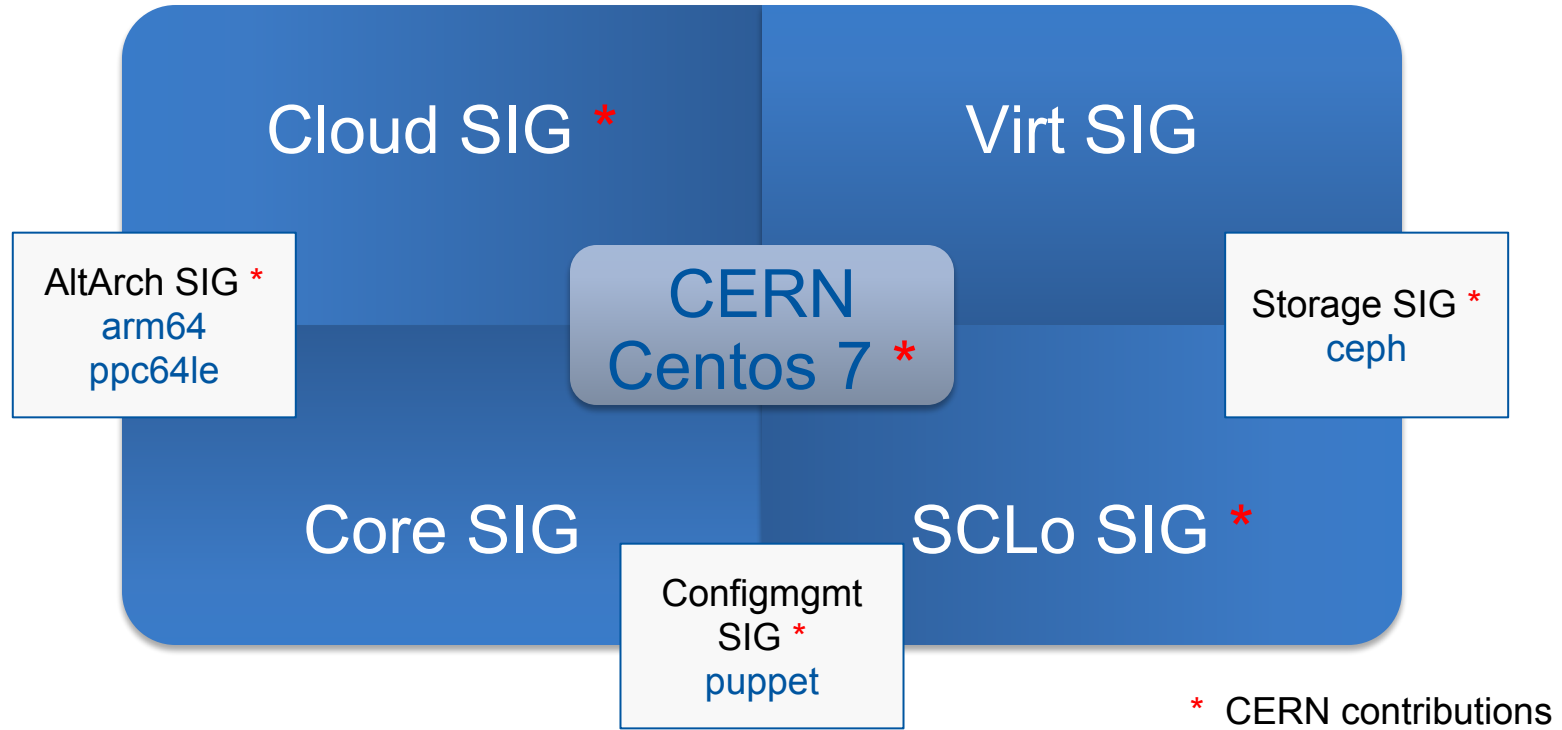 Cloud SIG *
Virt SIG
AltArch SIG *
arm64
ppc64le
CERN
Centos 7 *
Storage SIG *
ceph
Core SIG
SCLo SIG *
Configmgmt
SIG *
puppet
* CERN contributions